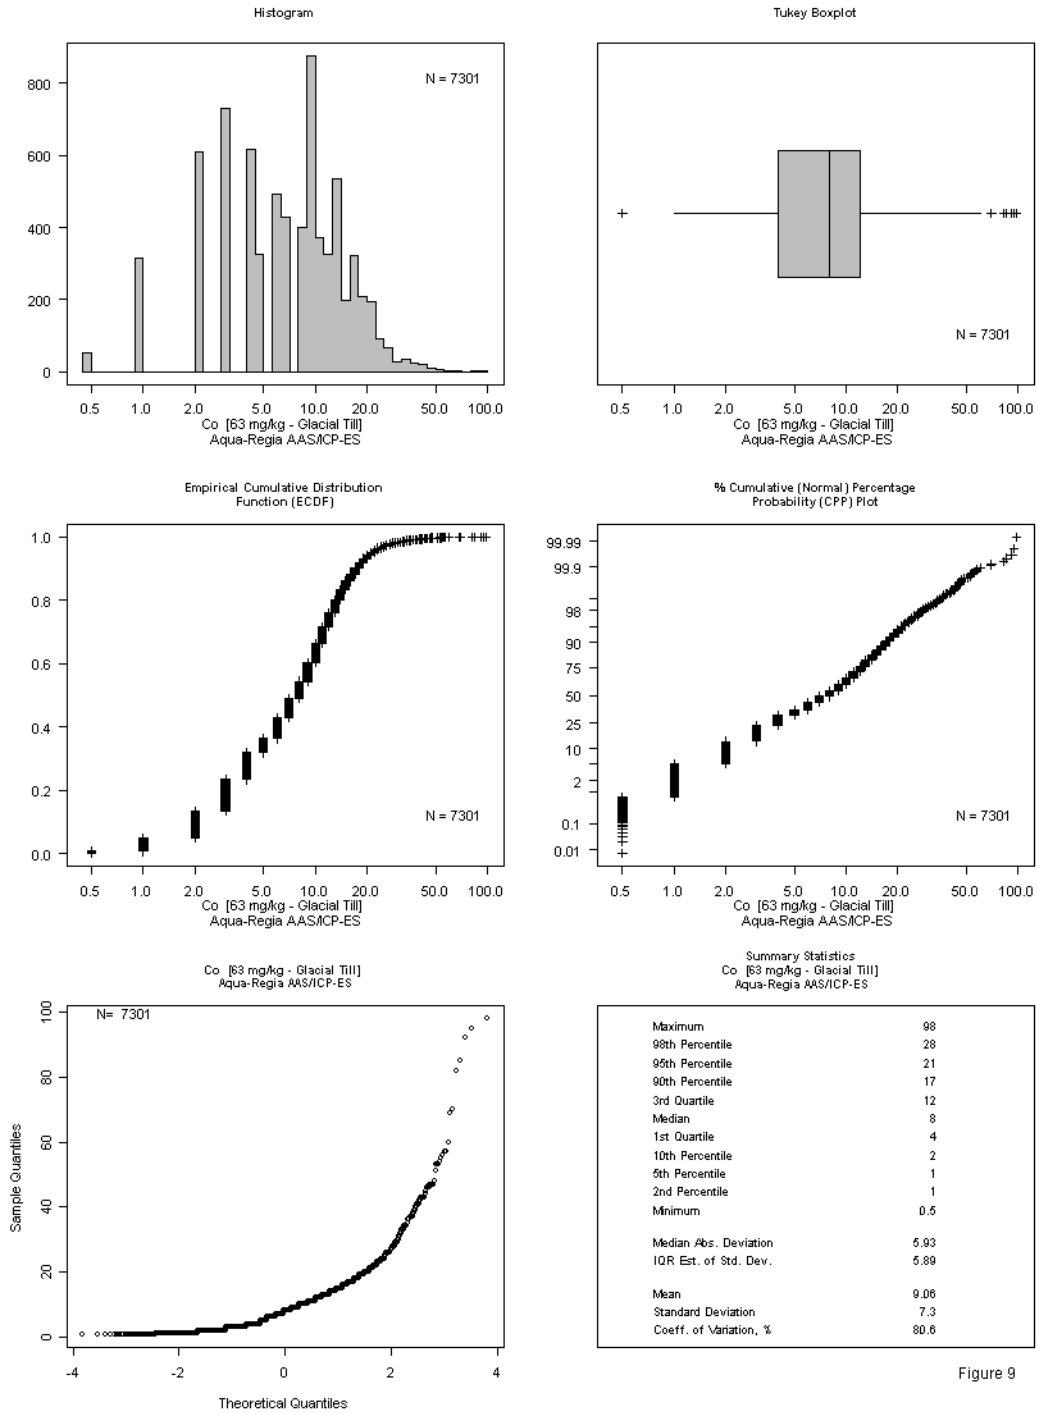 Histogram
N = 7301
800
600
400
200
0
0.5 1.0 2.0 5.0 10.0 20.0 50.0 100.0
Co [63 mg/kg - Glacial Till]
Aqua-Regia AAS/ICP-ES
Tukey Boxplot
N = 7301
0.5 1.0 2.0 5.0 10.0 20.0 50.0 100.0
Co [63 mg/kg - Glacial Till]
Aqua-Regia AAS/ICP-ES
Empirical Cumulative Distribution
Function (ECDF)
1.0
0.8
0.6
0.4
0.2
0.0
N = 7301
0.5 1.0 2.0 5.0 10.0 20.0 50.0 100.0
Co [63 mg/kg - Glacial Till]
Aqua-Regia AAS/ICP-ES
% Cumulative (Normal) Percentage
Probability (CPP) Plot
99.99
99.9
98
90
75
50
25
10
2
0.1
0.01
N = 7301
0.5 1.0 2.0 5.0 10.0 20.0 50.0 100.0
Co [63 mg/kg - Glacial Till]
Aqua-Regia AAS/ICP-ES
Co [63 mg/kg - Glacial Till]
Aqua-Regia AAS/ICP-ES
N= 7301
100
80
60
40
20
0
Sample Quantiles
-4 -2 0 2 4
Theoretical Quantiles
Summary Statistics
Co [63 mg/kg - Glacial Till]
Aqua-Regia AAS/ICP-ES
Maximum 98
98th Percentile 28
95th Percentile 21
90th Percentile 17
3rd Quartile 12
Median 8
1st Quartile 4
10th Percentile 2
5th Percentile 1
2nd Percentile 1
Minimum 0.5
Median Abs. Deviation 5.93
IQR Est. of Std. Dev. 5.89
Mean 9.06
Standard Deviation 7.3
Coeff. of Variation, % 80.6
Figure 9